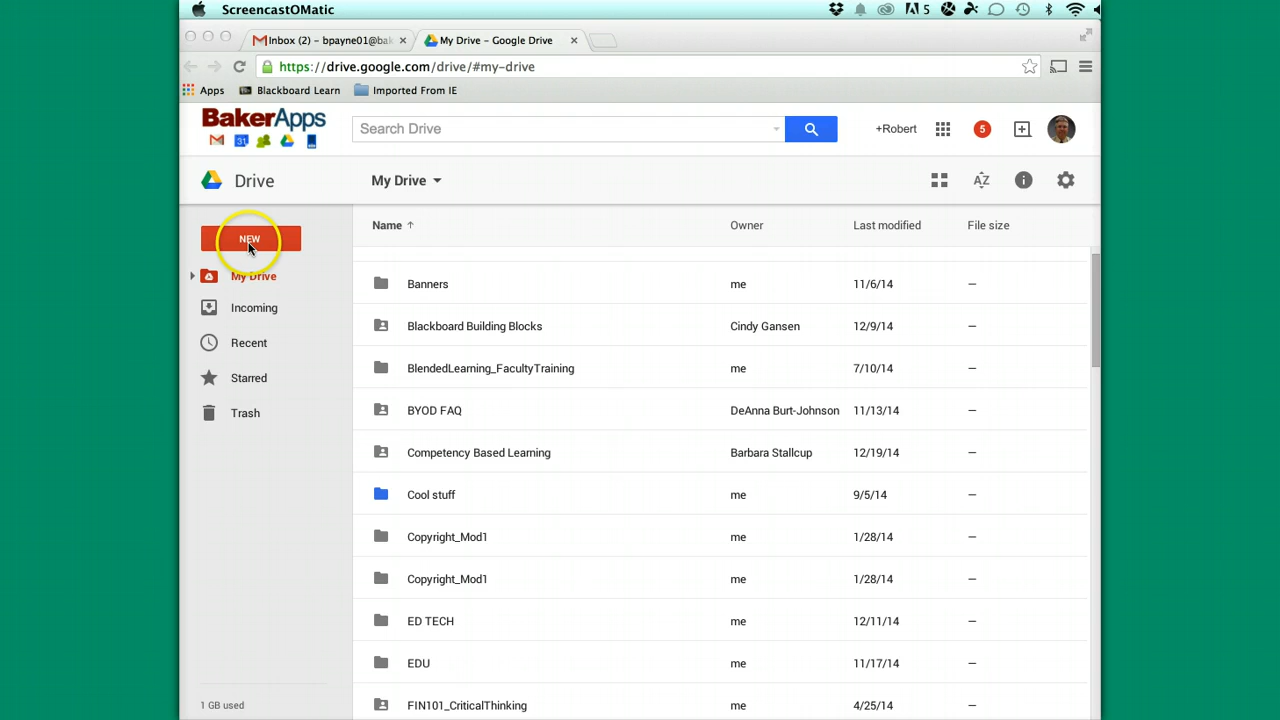 ScreencastOMatic
5
Inbox (2) – bpayne01@bak
My Drive – Google Drive
https://drive.google.com/drive/#my-drive
Apps
Blackboard Learn
Imported From IE
BakerApps
31
Search Drive
+Robert
5
Drive
My Drive
AZ
NEW
Name
Owner
Last modified
File size
My Drive
Incoming
Recent
Starred
Trash
Banners me 11/6/14 –
Blackboard Building Blocks Cindy Gansen 12/9/14 –
BlendedLearning_FacultyTraining me 7/10/14 –
BYOD FAQ DeAnna Burt-Johnson 11/13/14 –
Competency Based Learning Barbara Stallcup 12/19/14 –
Cool stuff me 9/5/14 –
Copyright_Mod1 me 1/28/14 –
Copyright_Mod1 me 1/28/14 –
ED TECH me 12/11/14 –
EDU me 11/17/14 –
FIN101_CriticalThinking me 4/25/14 –
1 GB used